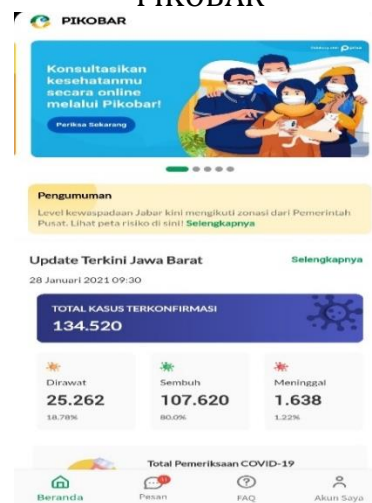 PIKOBAR
PIKOBAR
Konsultasikan
kesehatanmu
secara online
melalui Pikobar!
Periksa Sekarang
Pengumuman
Level kewaspadaan Jabar kini mengikuti zonasi dari Pemerintah
Pusat. Lihat peta risiko di sini! Selengkapnya
Update Terkini Jawa Barat
Selengkapnya
28 Januari 2021 09:30
TOTAL KASUS TERKONFIRMASI
134.520
Dirawat
Sembuh
Meninggal
25.262
107.620
1.638
18.78%
80.0%
1.22%
Total Pemeriksaan COVID-19
Beranda
Pesan
FAQ
Akun Saya